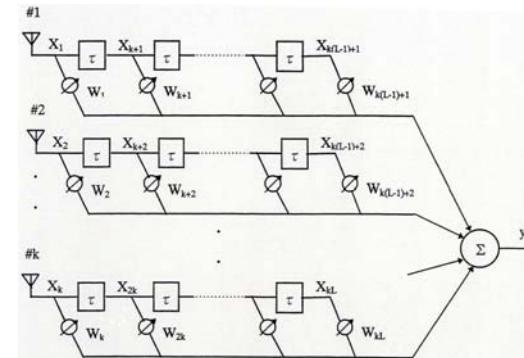 #1
X₁ τ Xₖ₊₁ τ τ Xₖ₍L₋₁₎₊₁
W₁ Wₖ₊₁ Wₖ₍L₋₁₎₊₁
#2
X₂ τ Xₖ₊₂ τ τ Xₖ₍L₋₁₎₊₂
W₂ Wₖ₊₂ Wₖ₍L₋₁₎₊₂
Σ y
#k
Xₖ τ X₂ₖ τ τ XₖL
Wₖ W₂ₖ WₖL